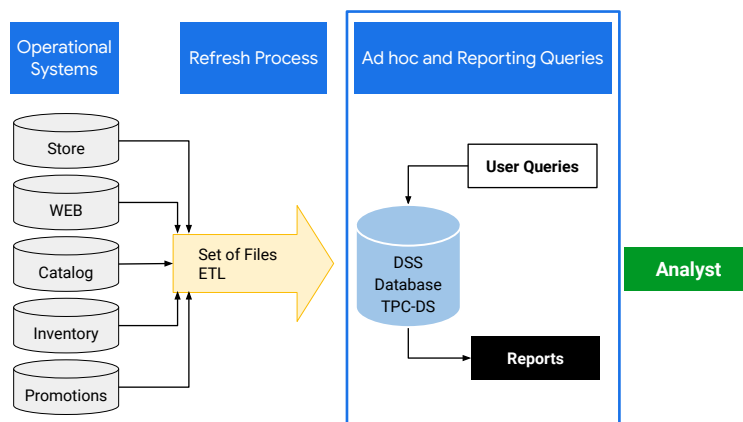 Operational
Systems
Refresh Process
Ad hoc and Reporting Queries
Store
WEB
Catalog
Inventory
Promotions
Set of Files
ETL
User Queries
DSS
Database
TPC-DS
Reports
Analyst